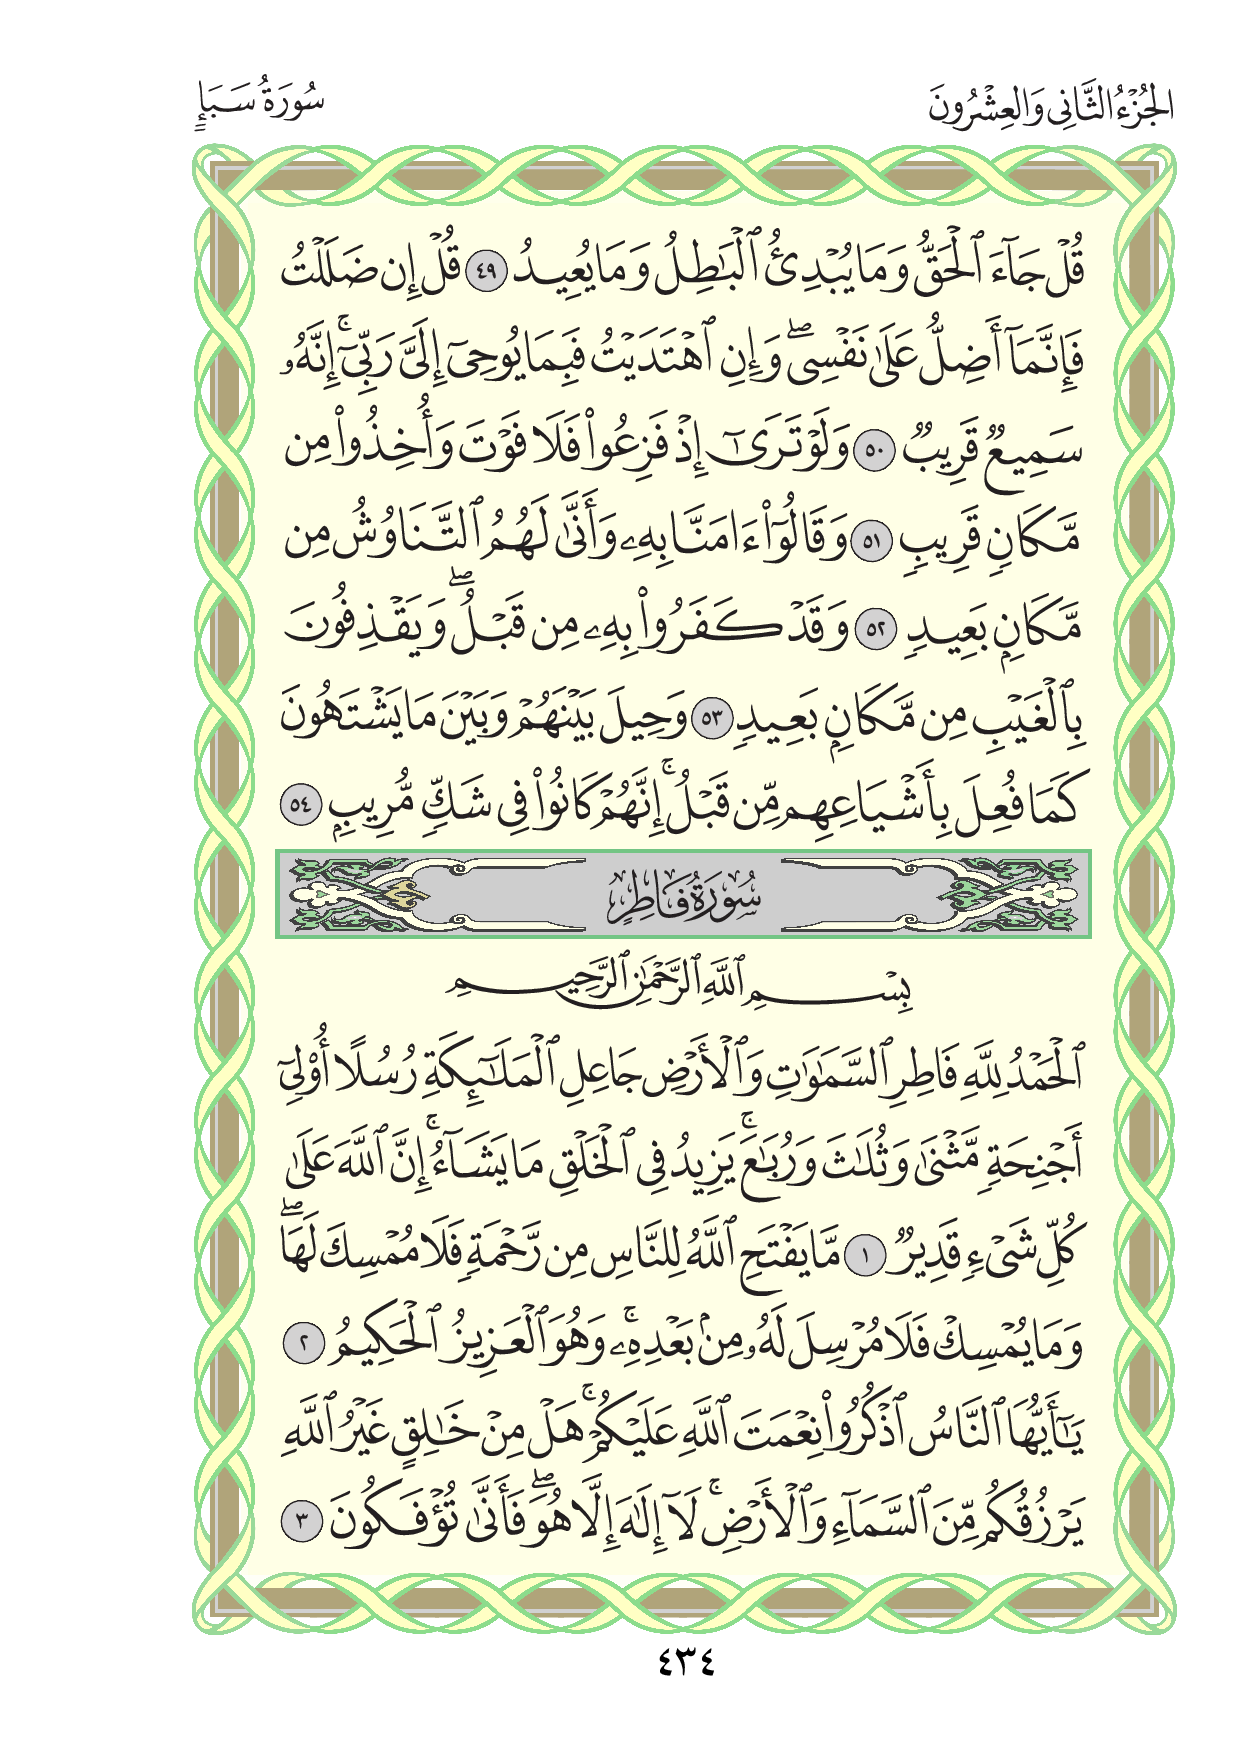 الجُزْءُ الثَّانِي وَالعِشْرُونَ
سُورَةُ سَبَإٍ
قُلْ جَآءَ ٱلْحَقُّ وَمَا يُبْدِئُ ٱلْبَٰطِلُ وَمَا يُعِيدُ ٤٩ قُلْ إِن ضَلَلْتُ
فَإِنَّمَآ أَضِلُّ عَلَىٰ نَفْسِىۖ وَإِنِ ٱهْتَدَيْتُ فَبِمَا يُوحِىٓ إِلَىَّ رَبِّىٓۚ إِنَّهُۥ
سَمِيعٌ قَرِيبٌ ٥٠ وَلَوْ تَرَىٰٓ إِذْ فَزِعُوا۟ فَلَا فَوْتَ وَأُخِذُوا۟ مِن
مَّكَانٍ قَرِيبٍ ٥١ وَقَالُوٓا۟ ءَامَنَّا بِهِۦ وَأَنَّىٰ لَهُمُ ٱلتَّنَاوُشُ مِن
مَّكَانٍۭ بَعِيدٍ ٥٢ وَقَدْ كَفَرُوا۟ بِهِۦ مِن قَبْلُۖ وَيَقْذِفُونَ
بِٱلْغَيْبِ مِن مَّكَانٍۭ بَعِيدٍ ٥٣ وَحِيلَ بَيْنَهُمْ وَبَيْنَ مَا يَشْتَهُونَ
كَمَا فُعِلَ بِأَشْيَاعِهِم مِّن قَبْلُۚ إِنَّهُمْ كَانُوا۟ فِى شَكٍّ مُّرِيبٍۭ ٥٤
سُورَةُ فَاطِرٍ
بِسْمِ ٱللَّهِ ٱلرَّحْمَٰنِ ٱلرَّحِيمِ
ٱلْحَمْدُ لِلَّهِ فَاطِرِ ٱلسَّمَٰوَٰتِ وَٱلْأَرْضِ جَاعِلِ ٱلْمَلَٰٓئِكَةِ رُسُلًا أُو۟لِىٓ
أَجْنِحَةٍ مَّثْنَىٰ وَثُلَٰثَ وَرُبَٰعَۚ يَزِيدُ فِى ٱلْخَلْقِ مَا يَشَآءُۚ إِنَّ ٱللَّهَ عَلَىٰ
كُلِّ شَىْءٍ قَدِيرٌ ١ مَّا يَفْتَحِ ٱللَّهُ لِلنَّاسِ مِن رَّحْمَةٍ فَلَا مُمْسِكَ لَهَاۖ
وَمَا يُمْسِكْ فَلَا مُرْسِلَ لَهُۥ مِنۢ بَعْدِهِۦۚ وَهُوَ ٱلْعَزِيزُ ٱلْحَكِيمُ ٢
يَٰٓأَيُّهَا ٱلنَّاسُ ٱذْكُرُوا۟ نِعْمَتَ ٱللَّهِ عَلَيْكُمْۚ هَلْ مِنْ خَٰلِقٍ غَيْرُ ٱللَّهِ
يَرْزُقُكُم مِّنَ ٱلسَّمَآءِ وَٱلْأَرْضِۚ لَآ إِلَٰهَ إِلَّا هُوَۖ فَأَنَّىٰ تُؤْفَكُونَ ٣
٤٣٤